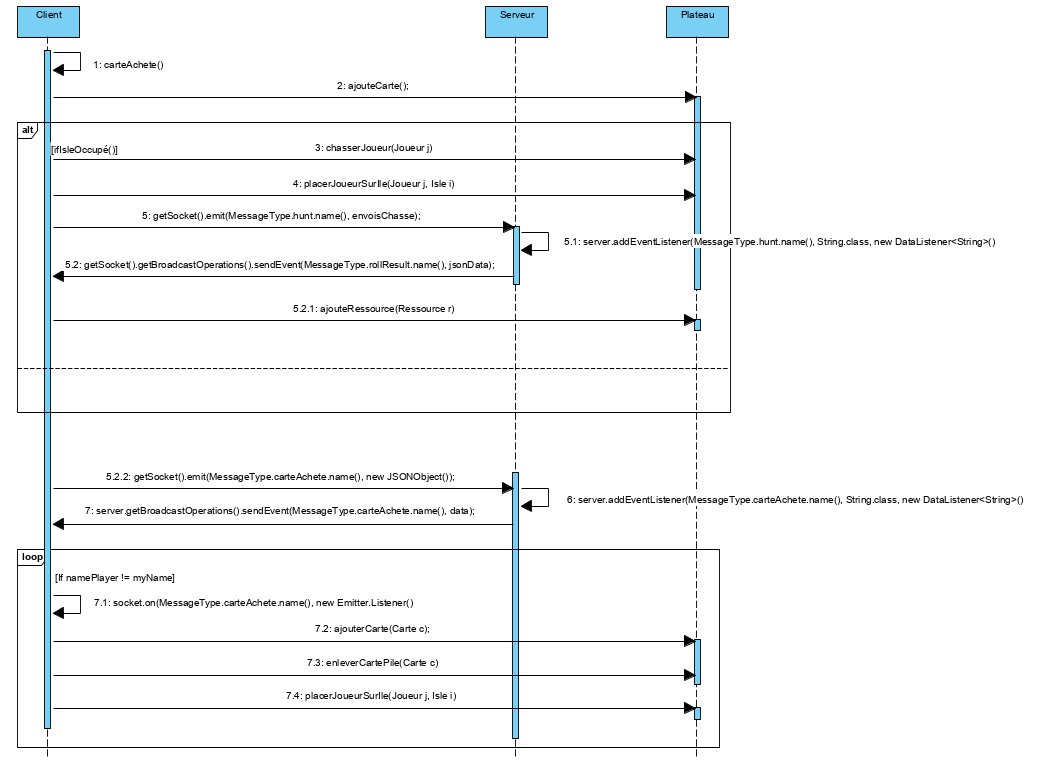 Client
Serveur
Plateau
1: carteAchete()
2: ajouteCarte();
alt
[ifIsleOccupé()]
3: chasserJoueur(Joueur j)
4: placerJoueurSurIle(Joueur j, Isle i)
5: getSocket().emit(MessageType.hunt.name(), envoisChasse);
5.1: server.addEventListener(MessageType.hunt.name(), String.class, new DataListener<String>()
5.2: getSocket().getBroadcastOperations().sendEvent(MessageType.rollResult.name(), jsonData);
5.2.1: ajouteRessource(Ressource r)
5.2.2: getSocket().emit(MessageType.carteAchete.name(), new JSONObject());
6: server.addEventListener(MessageType.carteAchete.name(), String.class, new DataListener<String>()
7: server.getBroadcastOperations().sendEvent(MessageType.carteAchete.name(), data);
loop
[If namePlayer != myName]
7.1: socket.on(MessageType.carteAchete.name(), new Emitter.Listener()
7.2: ajouterCarte(Carte c);
7.3: enleverCartePile(Carte c)
7.4: placerJoueurSurIle(Joueur j, Isle i)